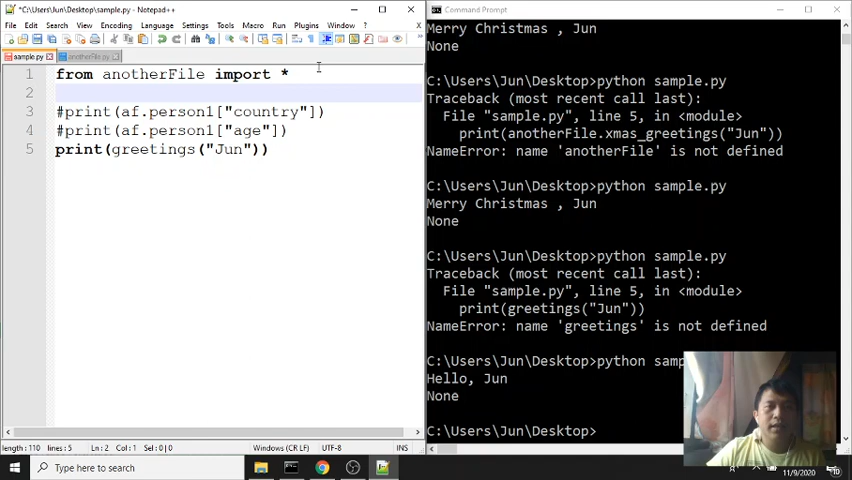 *C:\Users\Jun\Desktop\sample.py - Notepad++
File Edit Search View Encoding Language Settings Tools Macro Run Plugins Window
sample.py anotherFile.py
1 from anotherFile import *
2
3 #print(af.person1["country"])
4 #print(af.person1["age"])
5 print(greetings("Jun"))
length : 110 lines : 5 Ln : 2 Col : 1 Sel : 0 | 0 Windows (CR LF) UTF-8 INS
Command Prompt
Merry Christmas , Jun
None
C:\Users\Jun\Desktop>python sample.py
Traceback (most recent call last):
File "sample.py", line 5, in <module>
print(anotherFile.xmas_greetings("Jun"))
NameError: name 'anotherFile' is not defined
C:\Users\Jun\Desktop>python sample.py
Merry Christmas , Jun
None
C:\Users\Jun\Desktop>python sample.py
Traceback (most recent call last):
File "sample.py", line 5, in <module>
print(greetings("Jun"))
NameError: name 'greetings' is not defined
C:\Users\Jun\Desktop>python sam
Hello, Jun
None
C:\Users\Jun\Desktop>
Type here to search
11/9/2020